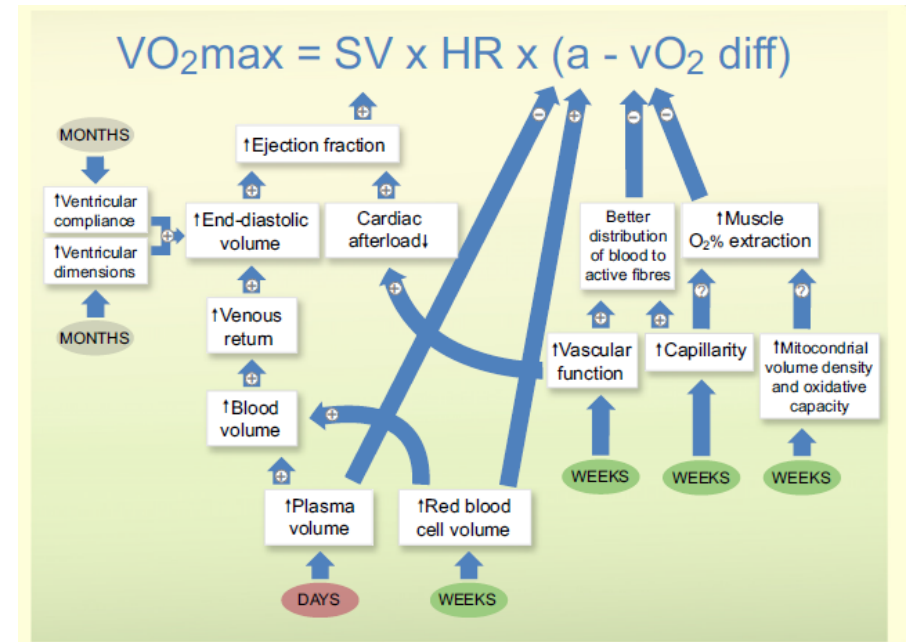 VO₂max = SV x HR x (a - vO₂ diff)
MONTHS
↑Ventricular
compliance
↑Ventricular
dimensions
MONTHS
↑Ejection fraction
↑End-diastolic
volume
Cardiac
afterload↓
↑Venous
return
↑Blood
volume
↑Plasma
volume
DAYS
↑Red blood
cell volume
WEEKS
Better
distribution
of blood to
active fibres
↑Muscle
O₂% extraction
↑Vascular
function
WEEKS
↑Capillarity
WEEKS
↑Mitocondrial
volume density
and oxidative
capacity
WEEKS
+
+
+
+
+
+
+
+
+
+
+
+
-
-
-
?
?